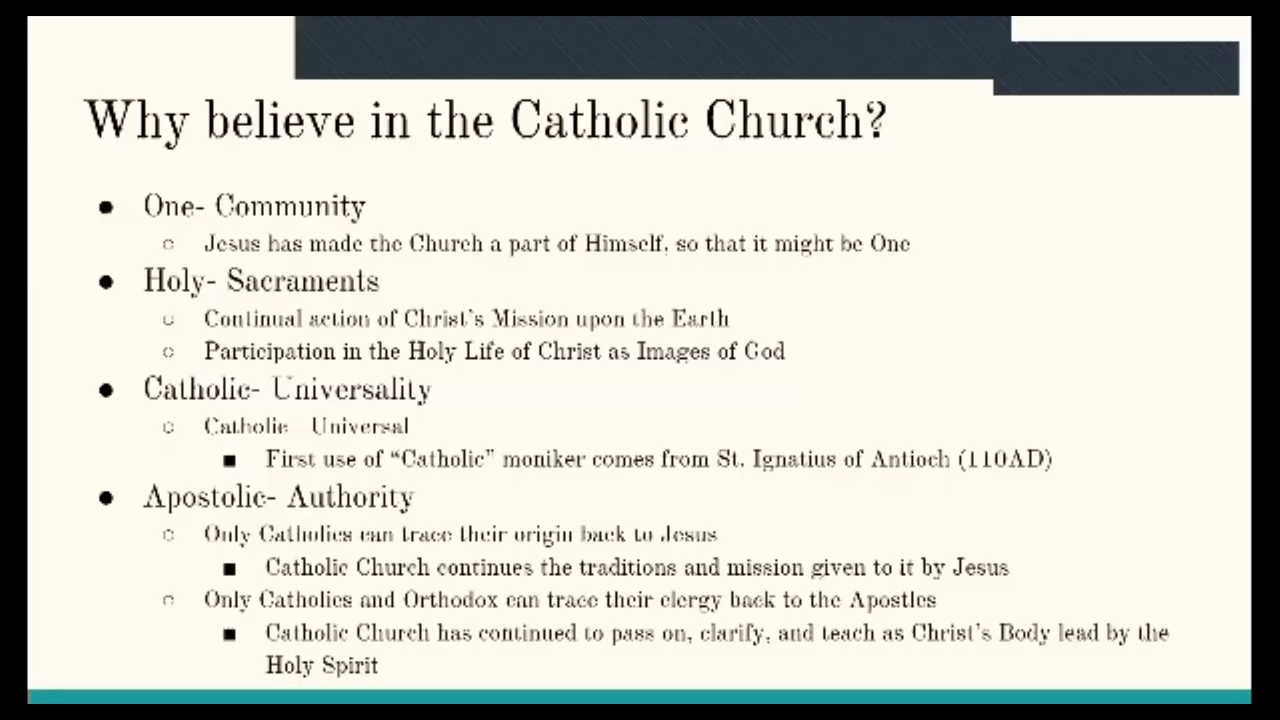 Why believe in the Catholic Church?
● One- Community
○ Jesus has made the Church a part of Himself, so that it might be One
● Holy- Sacraments
○ Continual action of Christ's Mission upon the Earth
○ Participation in the Holy Life of Christ as Images of God
● Catholic- Universality
○ Catholic - Universal
■ First use of “Catholic” moniker comes from St. Ignatius of Antioch (110AD)
● Apostolic- Authority
○ Only Catholics can trace their origin back to Jesus
■ Catholic Church continues the traditions and mission given to it by Jesus
○ Only Catholics and Orthodox can trace their clergy back to the Apostles
■ Catholic Church has continued to pass on, clarify, and teach as Christ's Body lead by the
Holy Spirit